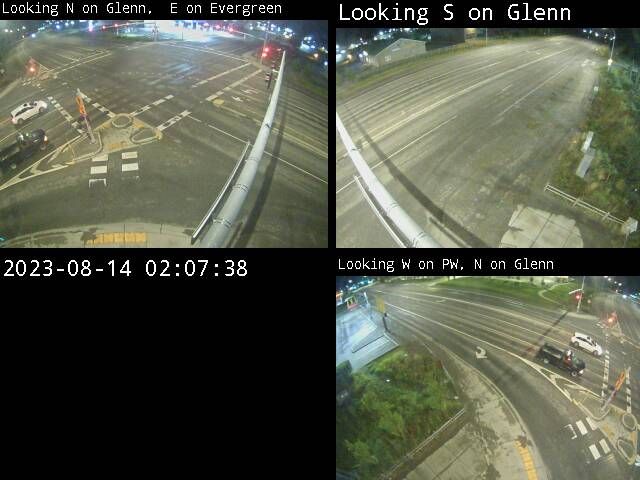 Looking N on Glenn, E on Evergreen
Looking S on Glenn
2023-08-14 02:07:38
Looking W on PW, N on Glenn